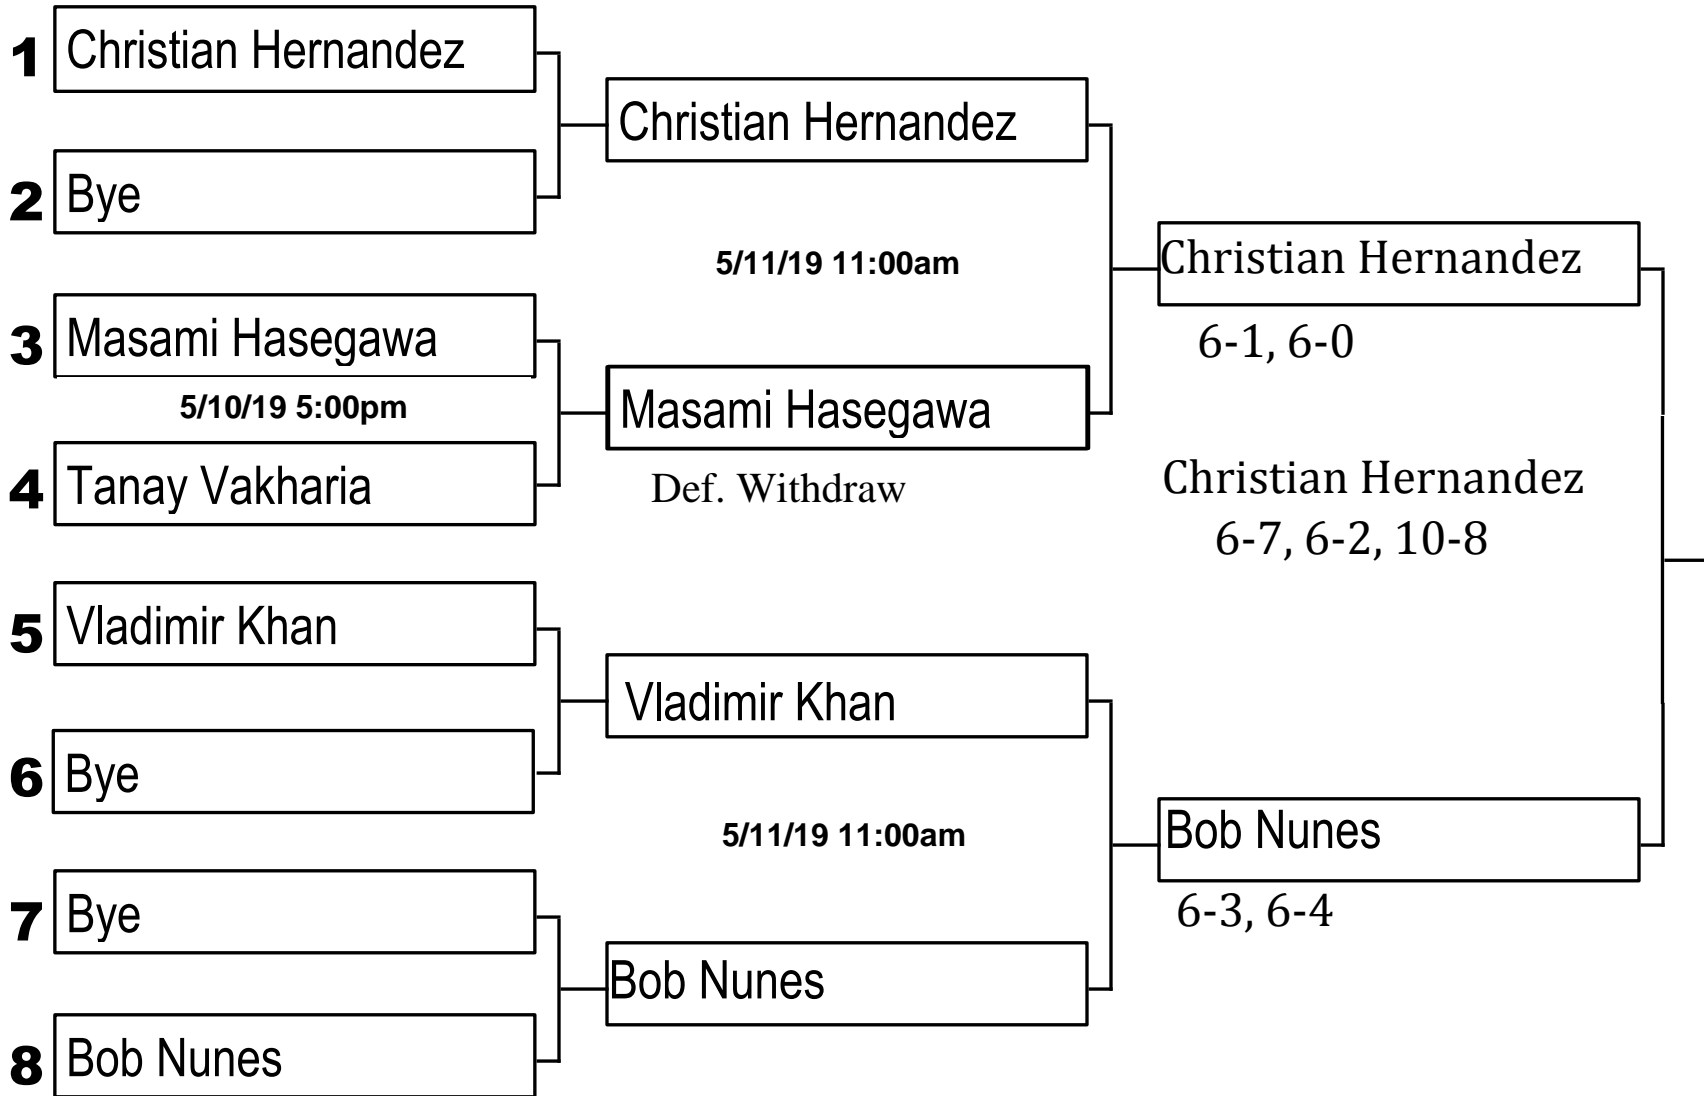 1 Christian Hernandez
2 Bye
3 Masami Hasegawa
5/10/19 5:00pm
4 Tanay Vakharia
5 Vladimir Khan
6 Bye
7 Bye
8 Bob Nunes
Christian Hernandez
5/11/19 11:00am
Masami Hasegawa
Def. Withdraw
Vladimir Khan
5/11/19 11:00am
Bob Nunes
Christian Hernandez
6-1, 6-0
Christian Hernandez
6-7, 6-2, 10-8
Bob Nunes
6-3, 6-4